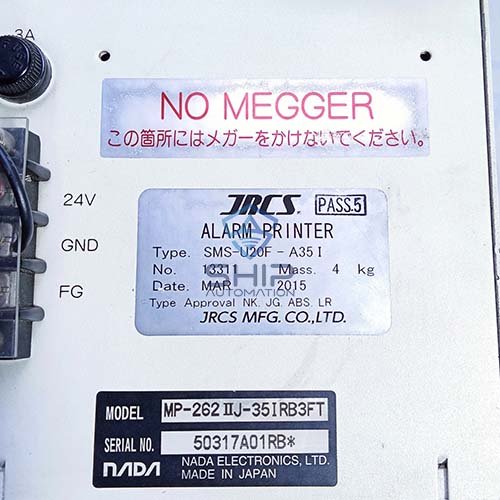 3A
NO MEGGER
この箇所にはメガーをかけないでください。
24V
GND
FG
JRCS. PASS.5
ALARM PRINTER
Type. SMS-U20F-A35I
No. 13311 Mass. 4 kg
Date. MAR 2015
Type Approval NK. JG. ABS. LR
JRCS MFG.CO.,LTD.
SHIP
AUTOMATION
MODEL MP-262ⅡJ-35IRB3FT
SERIAL NO. 50317A01RB*
NADA NADA ELECTRONICS, LTD.
MADE IN JAPAN